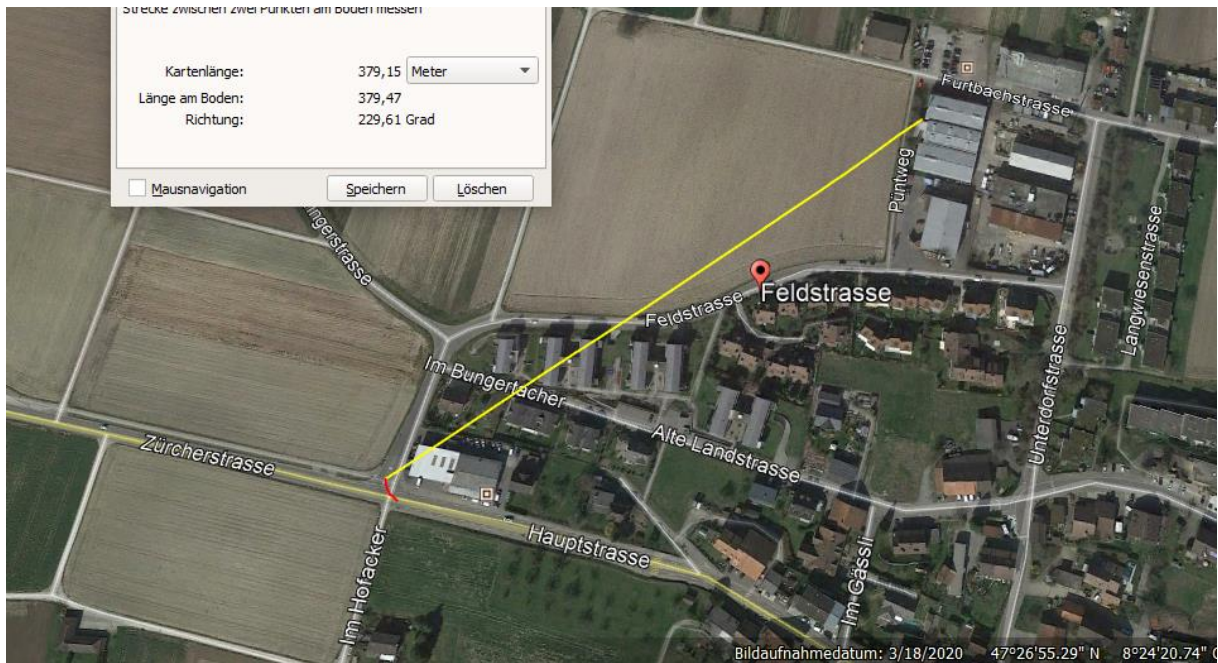 Strecke zwischen zwei Punkten am Boden messen
Kartenlänge: 379,15 Meter
Länge am Boden: 379,47
Richtung: 229,61 Grad
Mausnavigation Speichern Löschen
Furtbachstrasse
Püntweg
Langwiesenstrasse
ingerstrasse
Feldstrasse
Feldstrasse
Im Bungertacher
Unterdorfstrasse
Alte Landstrasse
Zürcherstrasse
Hauptstrasse
Im Hofacker
Im Gässli
Bildaufnahmedatum: 3/18/2020 47°26'55.29" N 8°24'20.74"